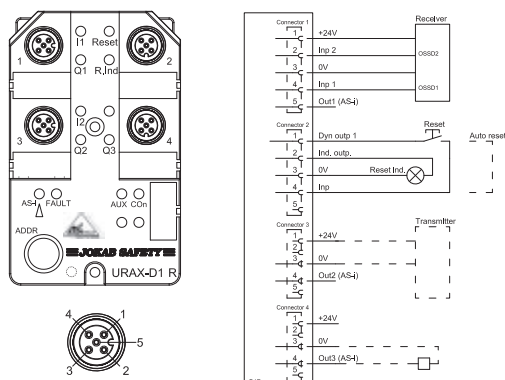 I1 Reset
1 2
Q1 R,Ind
I2
3 4
Q2 Q3
AS-i FAULT AUX COn
ADDR
JOKAB SAFETY
URAX-D1 R
4 1
5
3 2
Connector 1
Receiver
1 +24V
2 Inp 2 OSSD2
3 0V
4 Inp 1 OSSD1
5 Out1 (AS-i)
Connector 2
Reset
1 Dyn outp 1 Auto reset
2 Ind. outp.
3 0V Reset Ind.
4 Inp
5
Connector 3
Transmitter
1 +24V
2
3 0V
4 Out2 (AS-i)
5
Connector 4
1 +24V
2
3 0V
4 Out3 (AS-i)
5